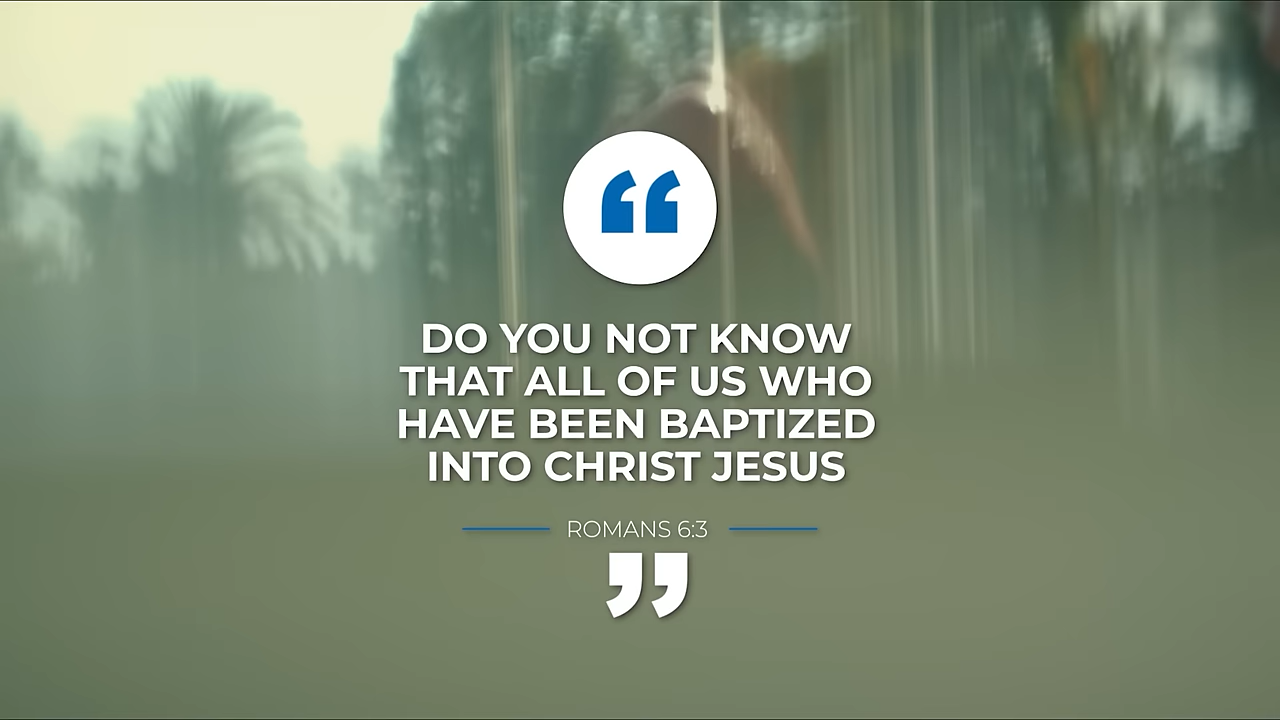 “
DO YOU NOT KNOW
THAT ALL OF US WHO
HAVE BEEN BAPTIZED
INTO CHRIST JESUS
ROMANS 6:3
”